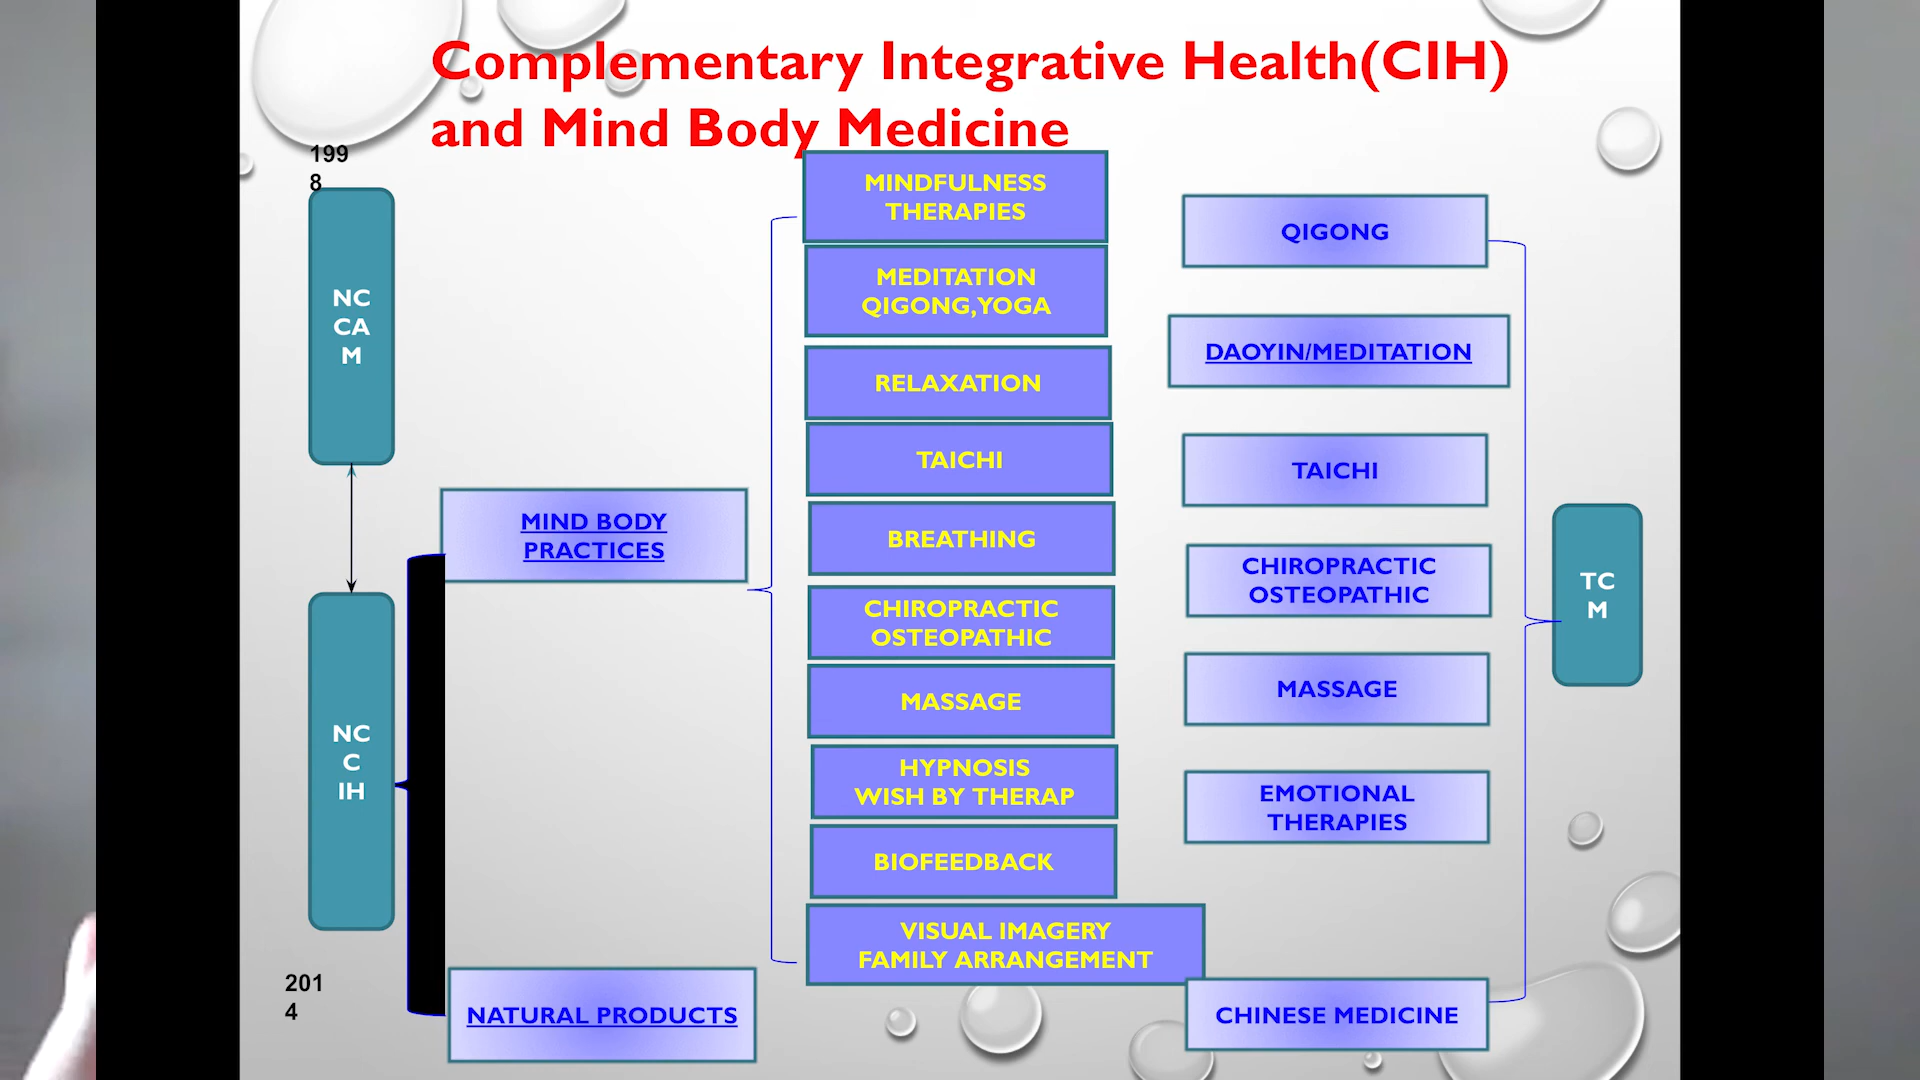 Complementary Integrative Health(CIH)
and Mind Body Medicine
199
8
NC
CA
M
NC
C
IH
201
4
MIND BODY
PRACTICES
NATURAL PRODUCTS
MINDFULNESS
THERAPIES
MEDITATION
QIGONG,YOGA
RELAXATION
TAICHI
BREATHING
CHIROPRACTIC
OSTEOPATHIC
MASSAGE
HYPNOSIS
WISH BY THERAP
BIOFEEDBACK
VISUAL IMAGERY
FAMILY ARRANGEMENT
QIGONG
DAOYIN/MEDITATION
TAICHI
CHIROPRACTIC
OSTEOPATHIC
MASSAGE
EMOTIONAL
THERAPIES
CHINESE MEDICINE
TC
M